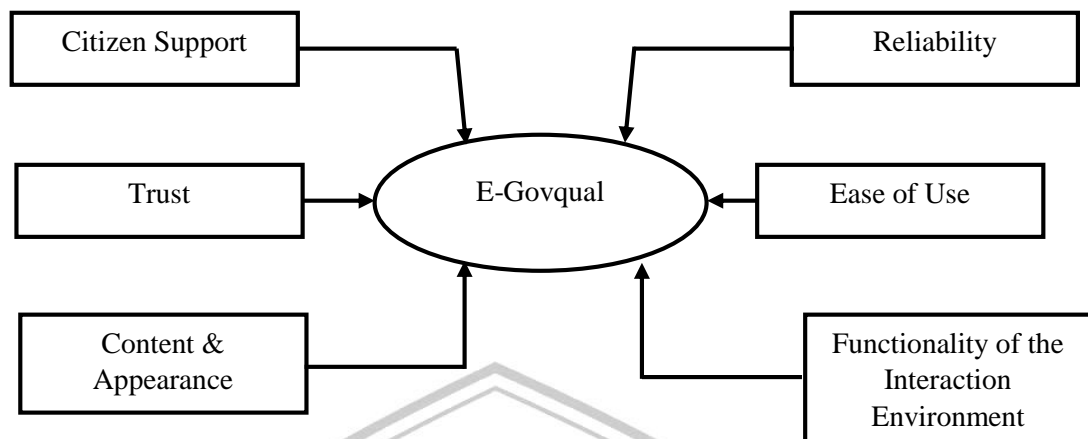 Citizen Support
Reliability
Trust
E-Govqual
Ease of Use
Content &
Appearance
Functionality of the
Interaction
Environment